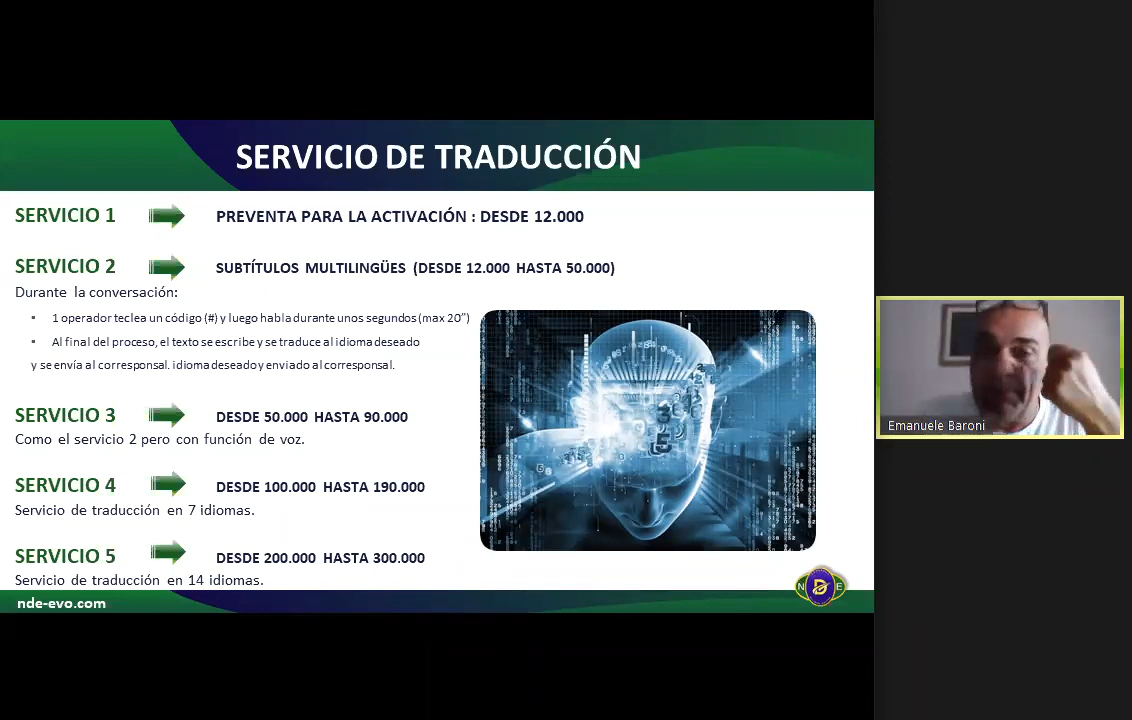 SERVICIO DE TRADUCCIÓN
SERVICIO 1 PREVENTA PARA LA ACTIVACIÓN : DESDE 12.000
SERVICIO 2 SUBTÍTULOS MULTILINGÜES (DESDE 12.000 HASTA 50.000)
Durante la conversación:
▪ 1 operador teclea un código (#) y luego habla durante unos segundos (max 20”)
▪ Al final del proceso, el texto se escribe y se traduce al idioma deseado
y se envía al corresponsal. idioma deseado y enviado al corresponsal.
SERVICIO 3 DESDE 50.000 HASTA 90.000
Como el servicio 2 pero con función de voz.
SERVICIO 4 DESDE 100.000 HASTA 190.000
Servicio de traducción en 7 idiomas.
SERVICIO 5 DESDE 200.000 HASTA 300.000
Servicio de traducción en 14 idiomas.
nde-evo.com
N D E
Emanuele Baroni